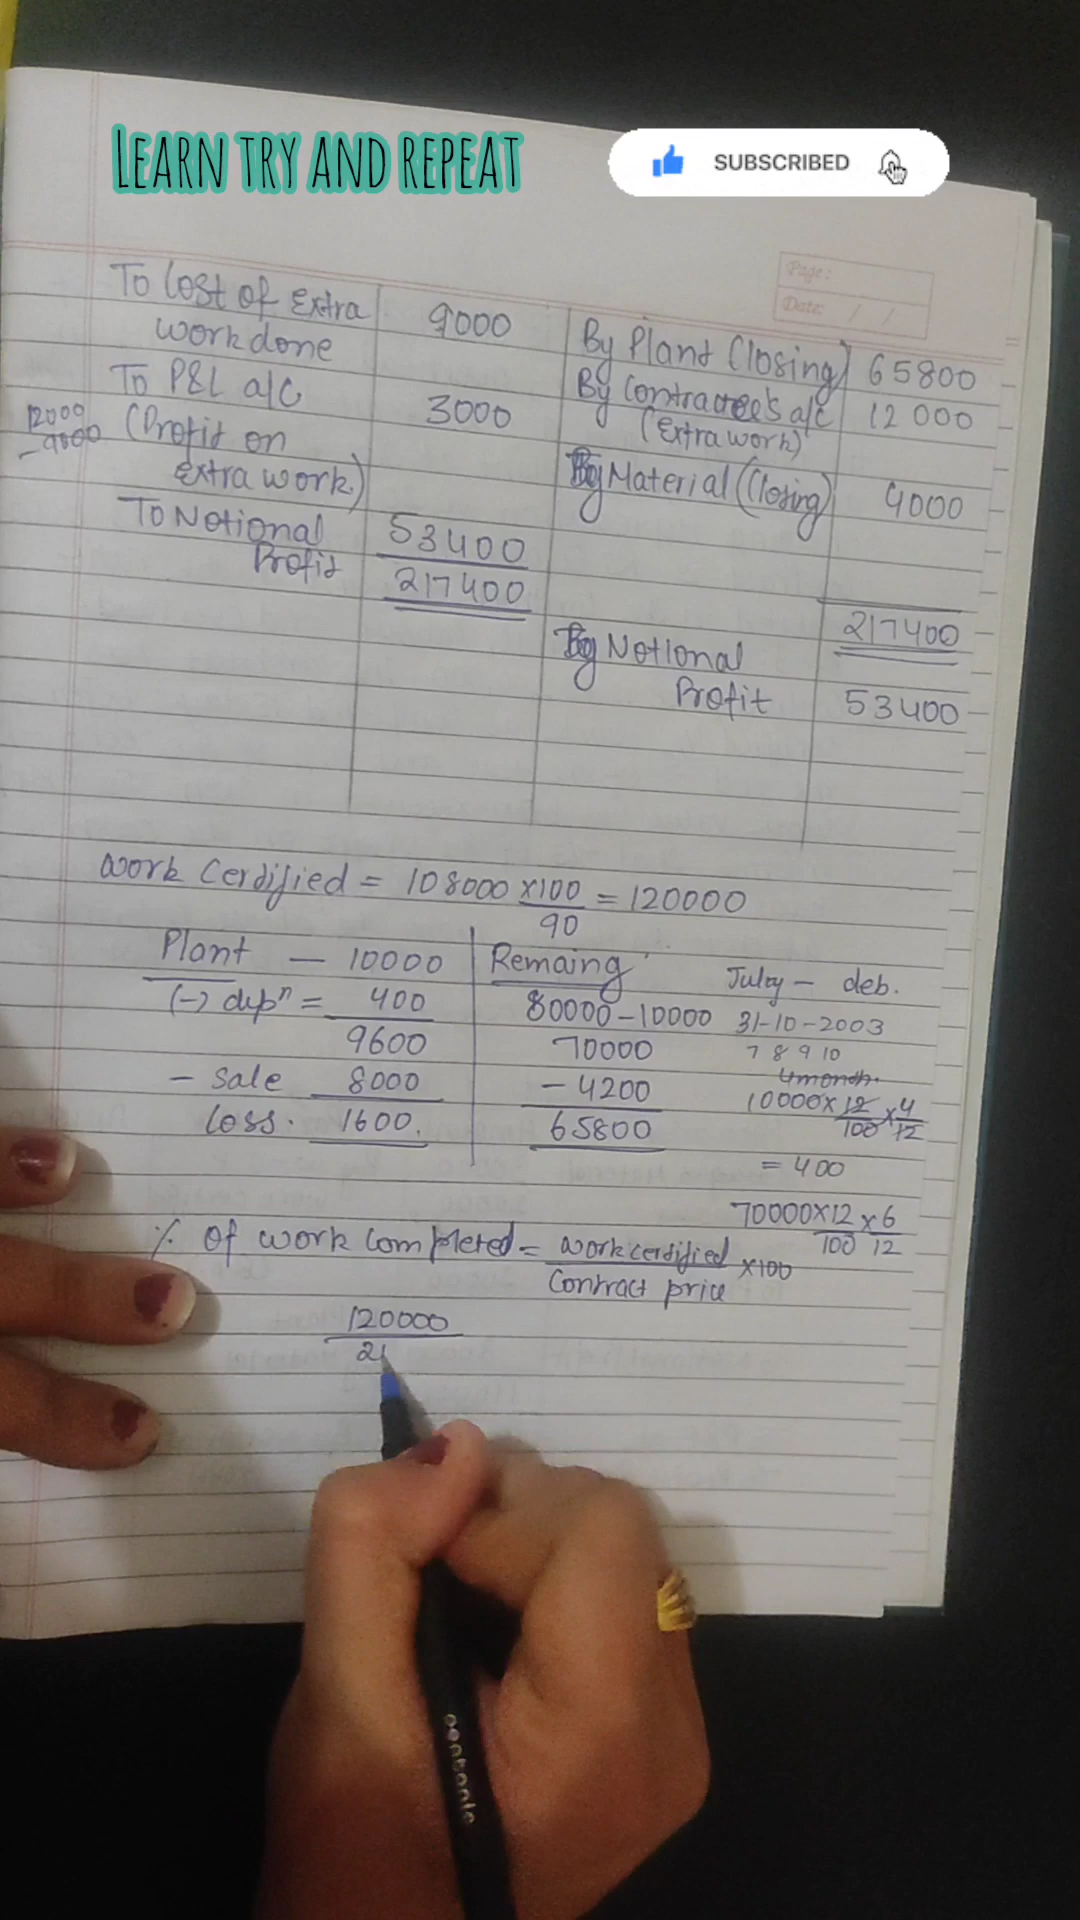 LEARN TRY AND REPEAT
SUBSCRIBED
Page:
Date: / /
To Cost of Extra
work done 9000
To P&L a/c
(Profit on 3000
Extra work)
12000
- 9000
To Notional
Profit 53400
217400
By Plant (Closing) 65800
By Contractee's a/c 12000
(Extra work)
By Material (Closing) 4000
217400
By Notional
Profit 53400
Work Certified = 108000 x100 = 120000
90
Plant — 10000
(-) depⁿ = 400
9600
- Sale 8000
Loss. 1600.
Remaing
80000-10000
70000
- 4200
65800
July — deb.
31-10-2003
7 8 9 10
4 month.
10000 x 12 x 4
100 12
= 400
70000x12 x 6
100 12
% Of work Completed = work certified x100
Contract price
120000
21